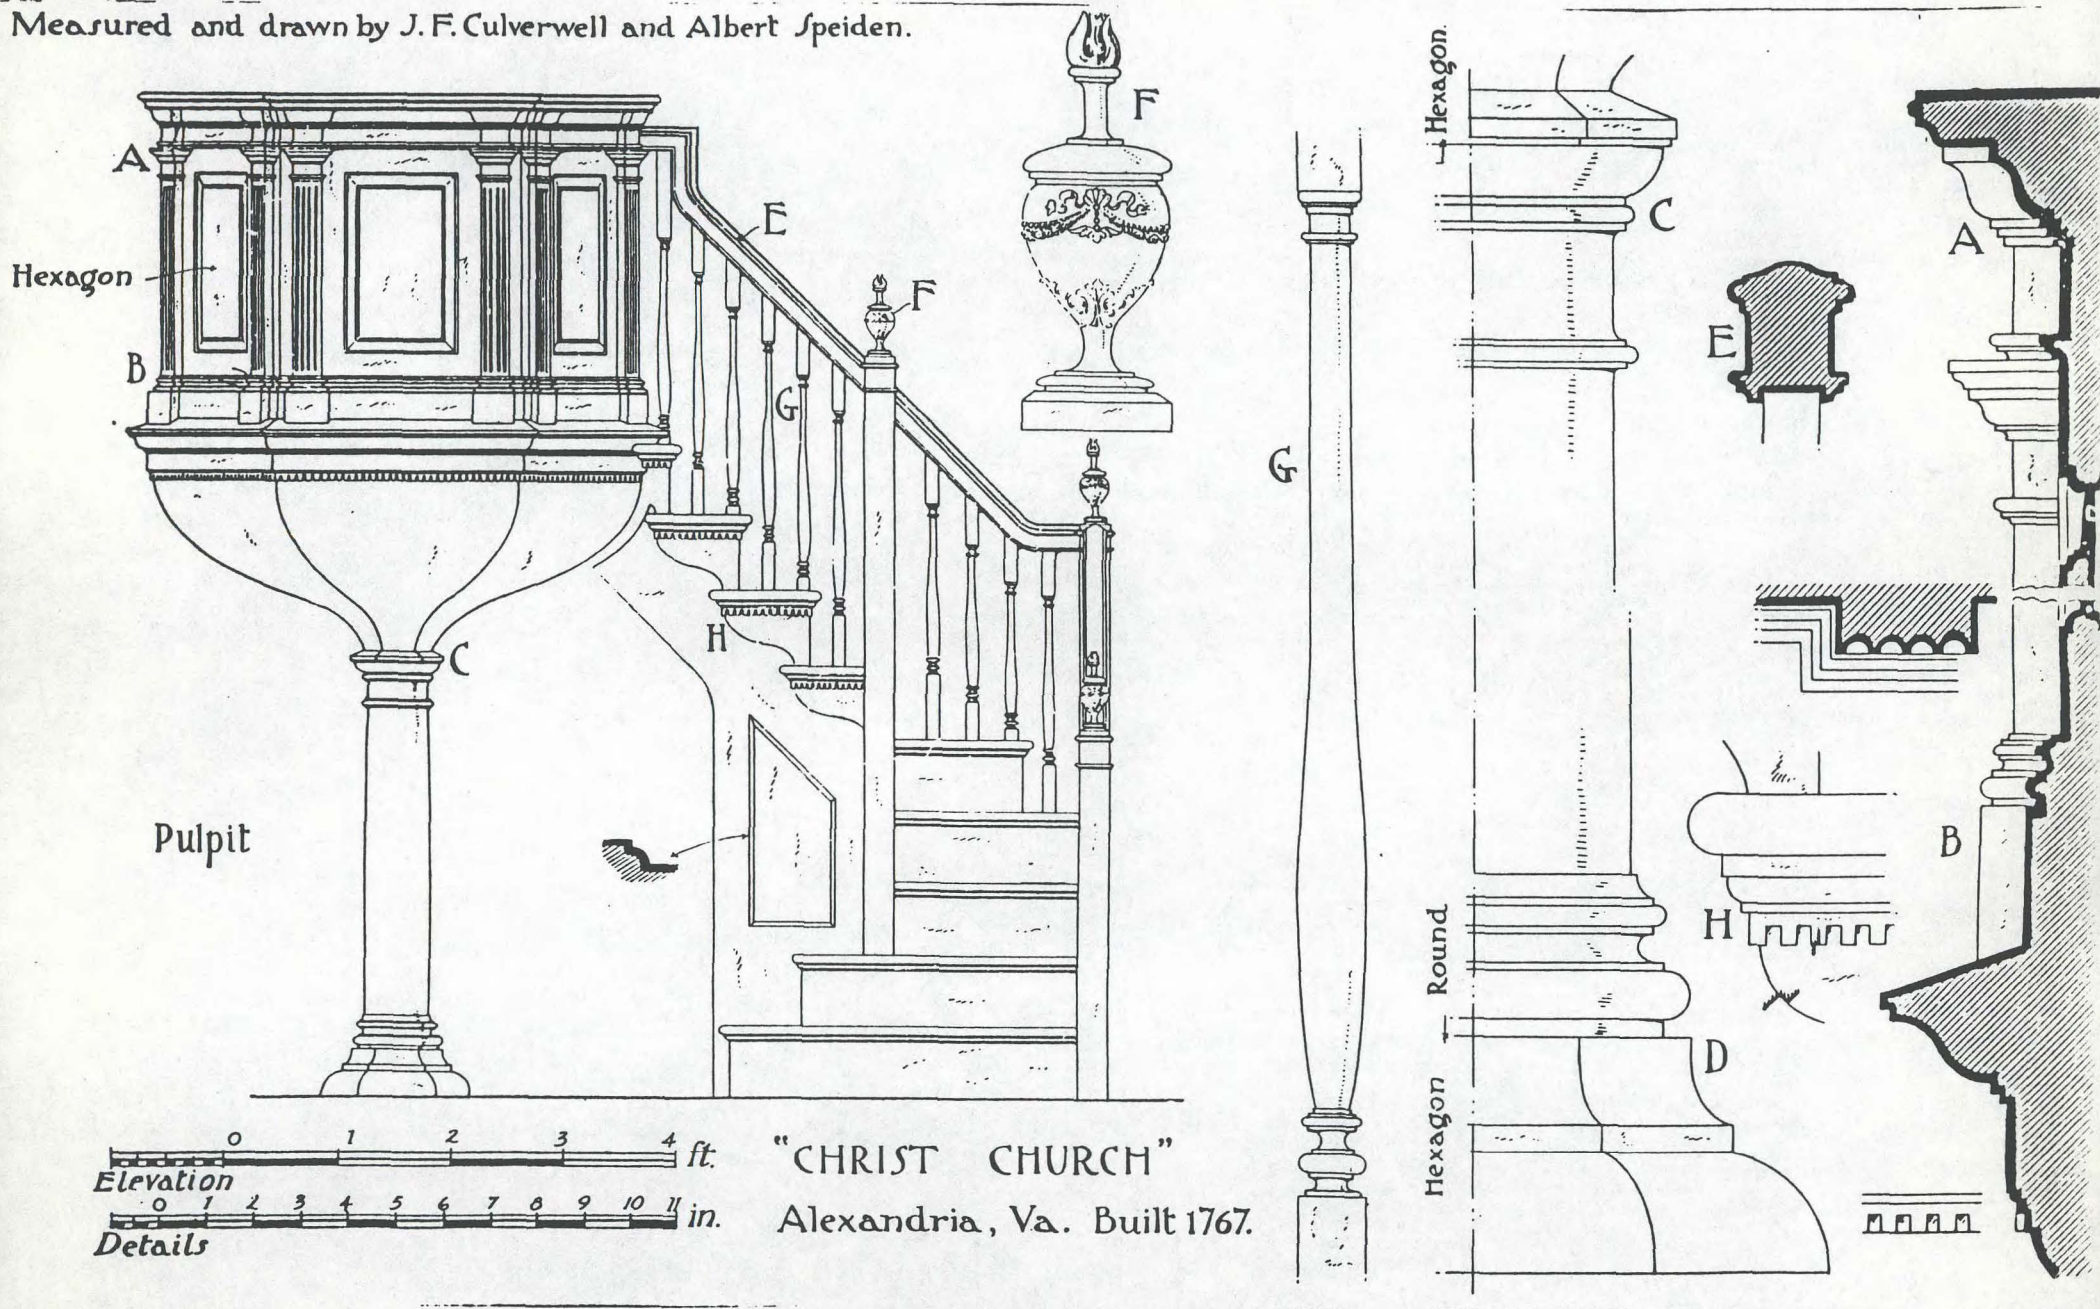 Measured and drawn by J. F. Culverwell and Albert Speiden.
A
Hexagon
B
E
F
G
C
H
Pulpit
F
G
Hexagon
C
Round
D
Hexagon
E
A
B
H
0 1 2 3 4 ft.
Elevation
0 1 2 3 4 5 6 7 8 9 10 11 in.
Details
"CHRIST CHURCH"
Alexandria, Va. Built 1767.